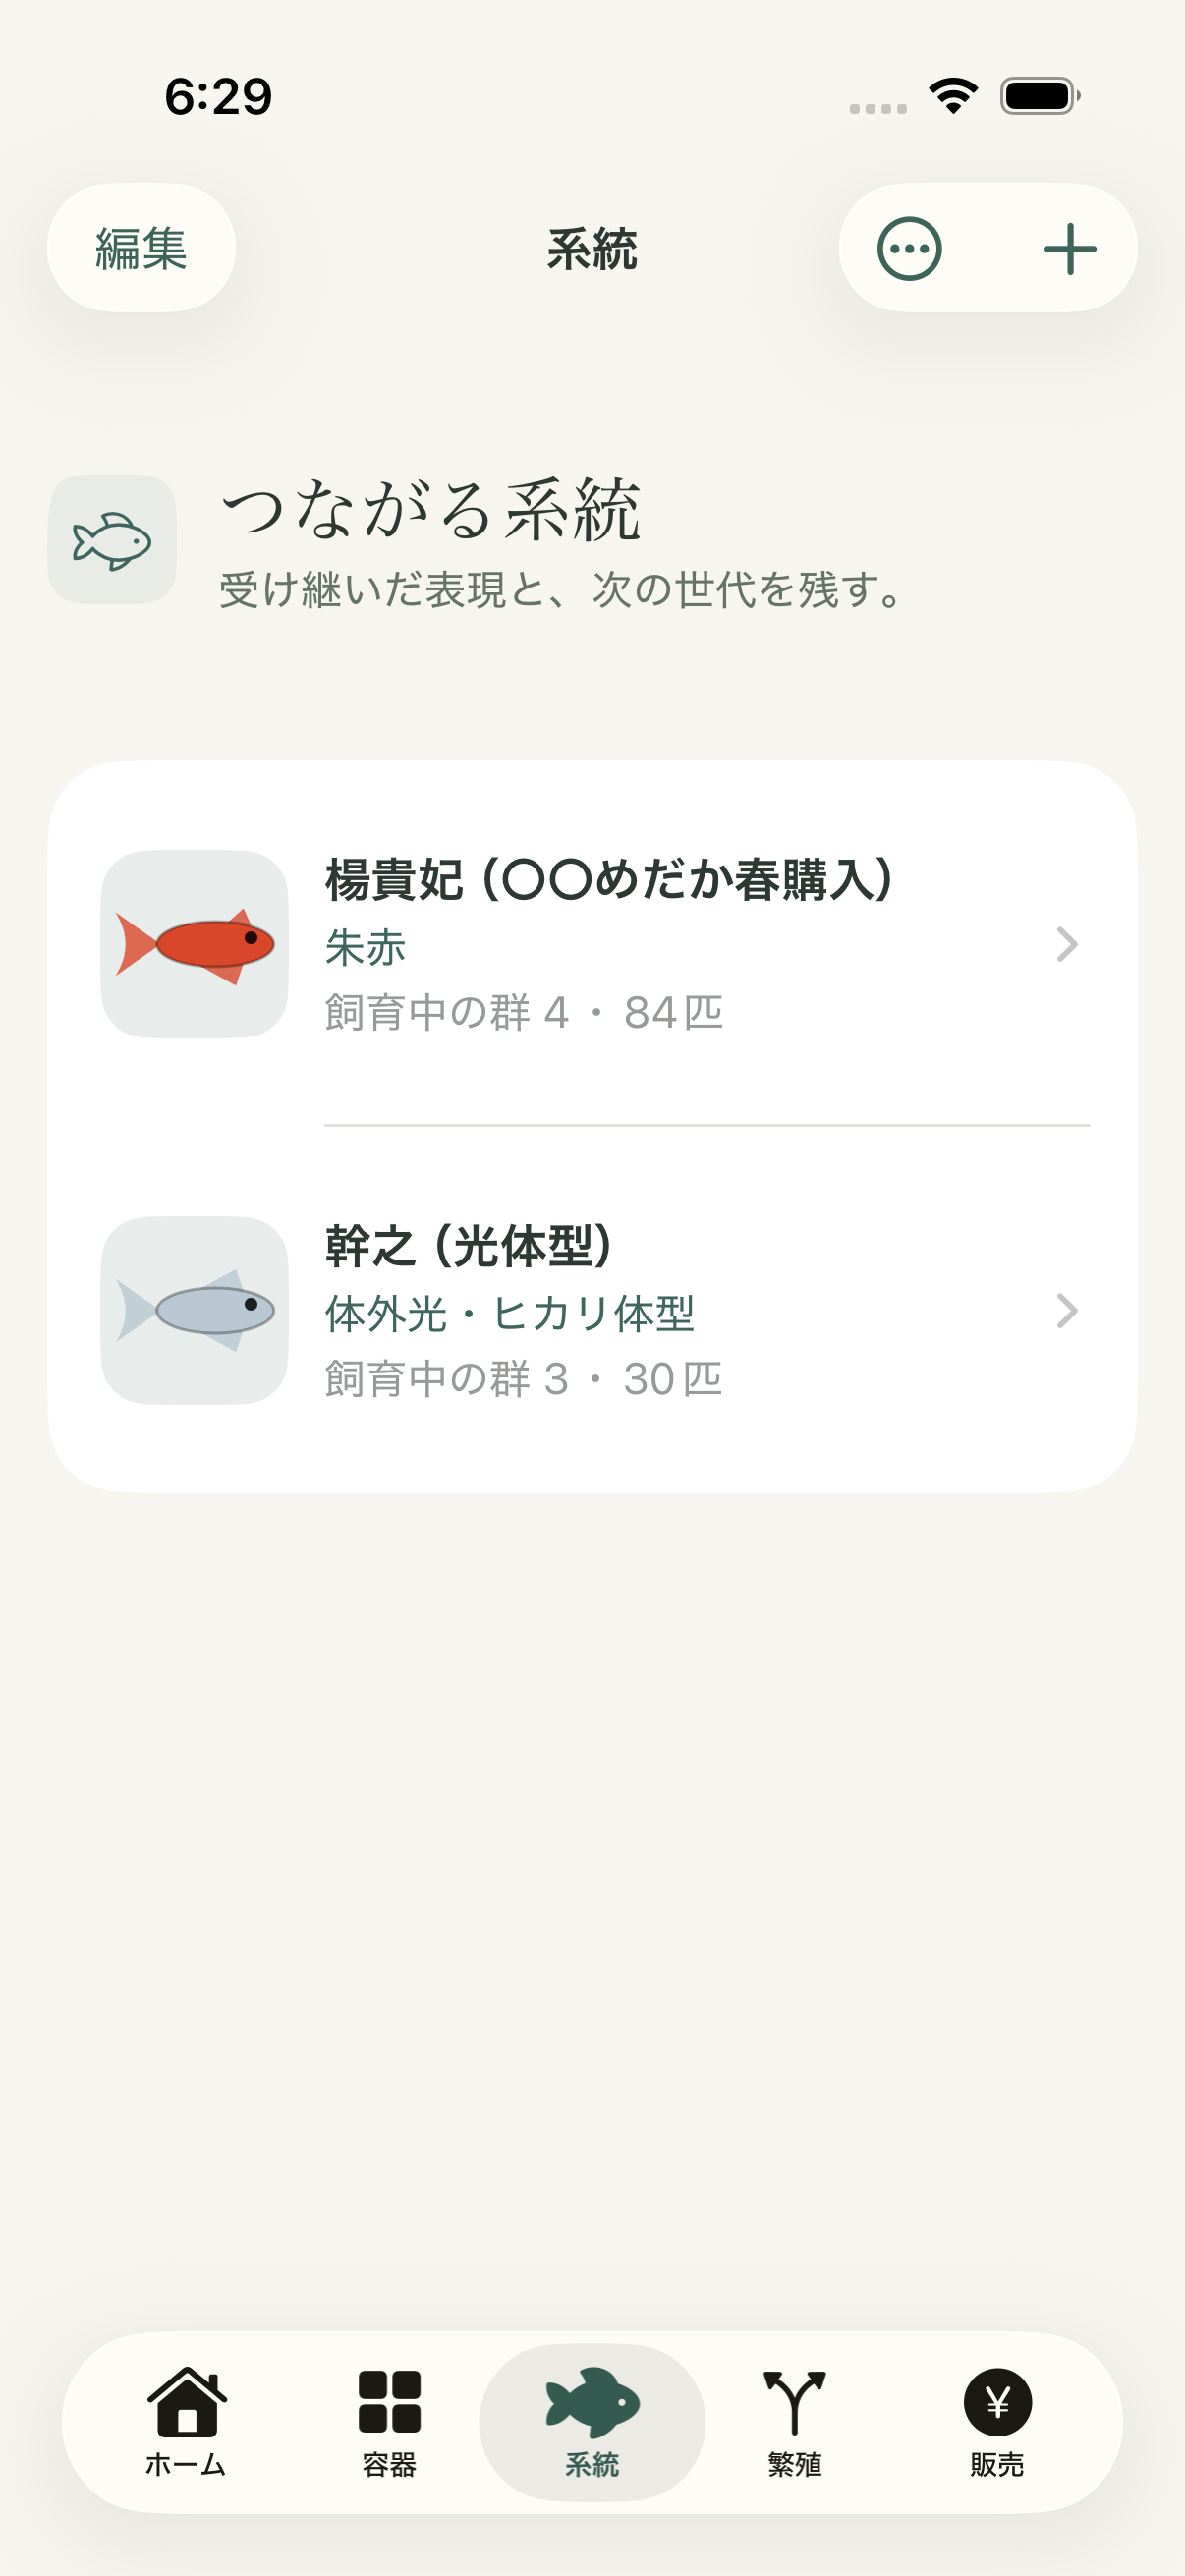 6:29
編集
系統
つながる系統
受け継いだ表現と、次の世代を残す。
楊貴妃（〇〇めだか春購入）
朱赤
飼育中の群 4 ・ 84匹
幹之（光体型）
体外光・ヒカリ体型
飼育中の群 3 ・ 30匹
ホーム
容器
系統
繁殖
¥
販売